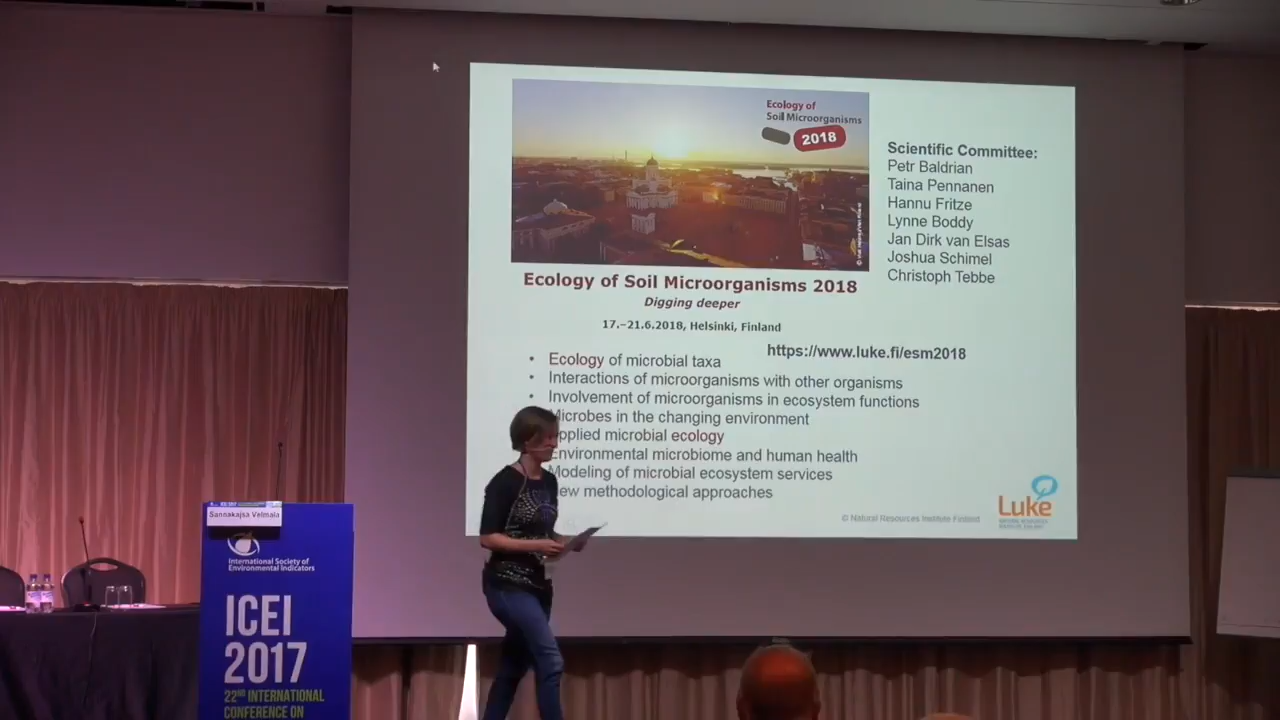 Ecology of
Soil Microorganisms
2018
Scientific Committee:
Petr Baldrian
Taina Pennanen
Hannu Fritze
Lynne Boddy
Jan Dirk van Elsas
Joshua Schimel
Christoph Tebbe
Ecology of Soil Microorganisms 2018
Digging deeper
17.–21.6.2018, Helsinki, Finland
https://www.luke.fi/esm2018
• Ecology of microbial taxa
• Interactions of microorganisms with other organisms
• Involvement of microorganisms in ecosystem functions
Microbes in the changing environment
pplied microbial ecology
Environmental microbiome and human health
Modeling of microbial ecosystem services
ew methodological approaches
© Natural Resources Institute Finland
Luke
NATURAL RESOURCES
INSTITUTE FINLAND
Sannakajsa Velmala
International Society of
Environmental Indicators
ICEI
2017
22ND INTERNATIONAL
CONFERENCE ON